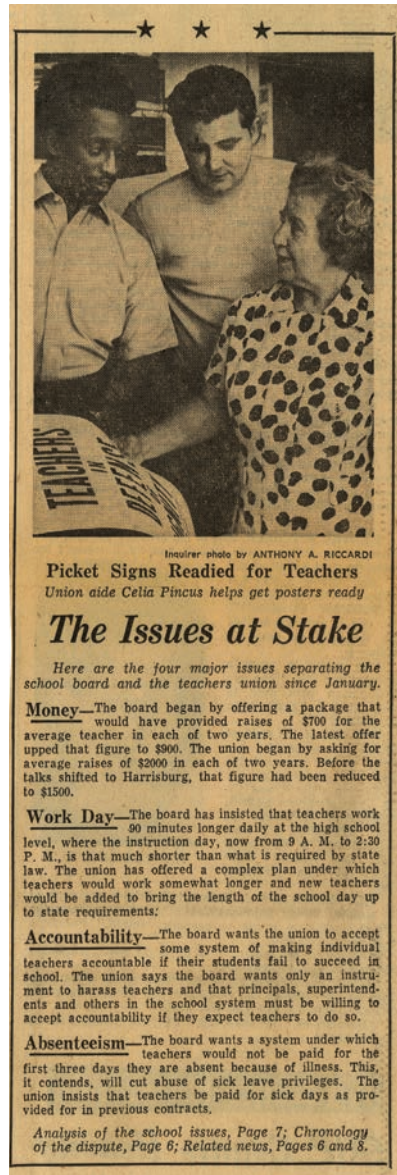 ★ ★ ★
TEACHERS
IN
DEFENSE
Inquirer photo by ANTHONY A. RICCARDI
Picket Signs Readied for Teachers
Union aide Celia Pincus helps get posters ready
The Issues at Stake
Here are the four major issues separating the
school board and the teachers union since January.
Money—The board began by offering a package that
would have provided raises of $700 for the
average teacher in each of two years. The latest offer
upped that figure to $900. The union began by asking for
average raises of $2000 in each of two years. Before the
talks shifted to Harrisburg, that figure had been reduced
to $1500.
Work Day—The board has insisted that teachers work
90 minutes longer daily at the high school
level, where the instruction day, now from 9 A. M. to 2:30
P. M., is that much shorter than what is required by state
law. The union has offered a complex plan under which
teachers would work somewhat longer and new teachers
would be added to bring the length of the school day up
to state requirements.
Accountability—The board wants the union to accept
some system of making individual
teachers accountable if their students fail to succeed in
school. The union says the board wants only an instru-
ment to harass teachers and that principals, superintend-
ents and others in the school system must be willing to
accept accountability if they expect teachers to do so.
Absenteeism—The board wants a system under which
teachers would not be paid for the
first three days they are absent because of illness. This,
it contends, will cut abuse of sick leave privileges. The
union insists that teachers be paid for sick days as pro-
vided for in previous contracts.
Analysis of the school issues, Page 7; Chronology
of the dispute, Page 6; Related news, Pages 6 and 8.